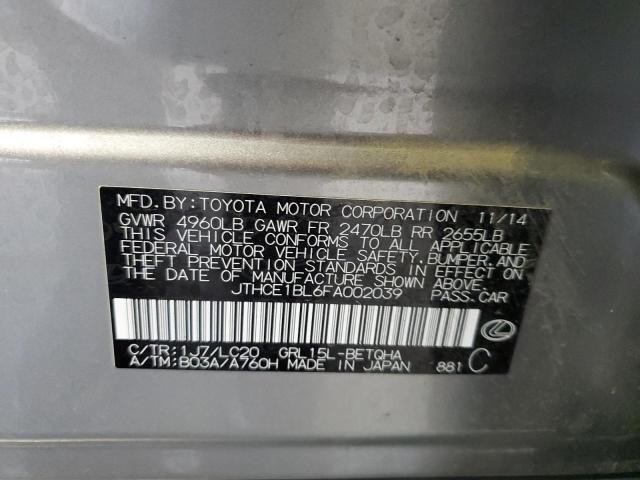 MFD.BY:TOYOTA MOTOR CORPORATION 11/14
GVWR 4960LB GAWR FR 2470LB RR 2655LB
THIS VEHICLE CONFORMS TO ALL APPLICABLE
FEDERAL MOTOR VEHICLE SAFETY,BUMPER, AND
THEFT PREVENTION STANDARDS IN EFFECT ON
THE DATE OF MANUFACTURE SHOWN ABOVE.
JTHCE1BL6FA002039 PASS.CAR
C/TR:1J7/LC20 GRL15L-BETQHA
A/TM:B03A/A760H MADE IN JAPAN 881 C